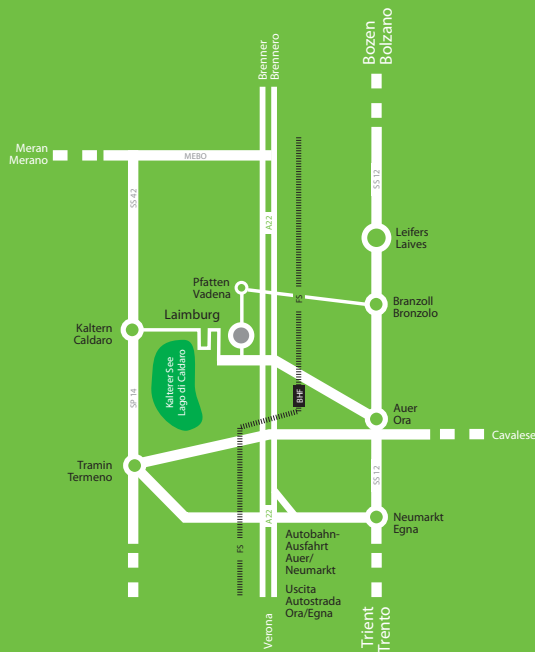 Bozen
Bolzano
Brenner
Brennero
Meran
Merano
MEBO
SS 42
SS 12
A22
Leifers
Laives
Pfatten
Vadena
FS
Branzoll
Bronzolo
Laimburg
Kaltern
Caldaro
Kalterer See
Lago di Caldaro
BHF
SP 14
Auer
Ora
Cavalese
Tramin
Termeno
SS 12
A22
Neumarkt
Egna
FS
Autobahn-
Ausfahrt
Auer/
Neumarkt
Uscita
Autostrada
Ora/Egna
Verona
Trient
Trento